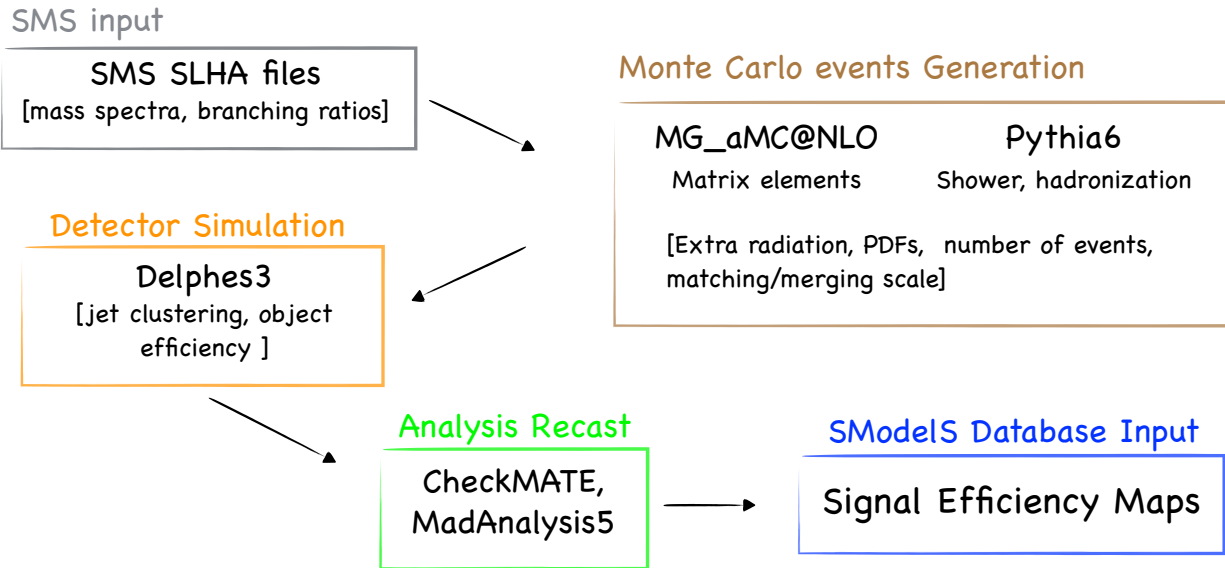 SMS input
SMS SLHA files
[mass spectra, branching ratios]
Monte Carlo events Generation
MG_aMC@NLO
Pythia6
Matrix elements
Shower, hadronization
[Extra radiation, PDFs, number of events,
matching/merging scale]
Detector Simulation
Delphes3
[jet clustering, object
efficiency ]
Analysis Recast
CheckMATE,
MadAnalysis5
SModelS Database Input
Signal Efficiency Maps